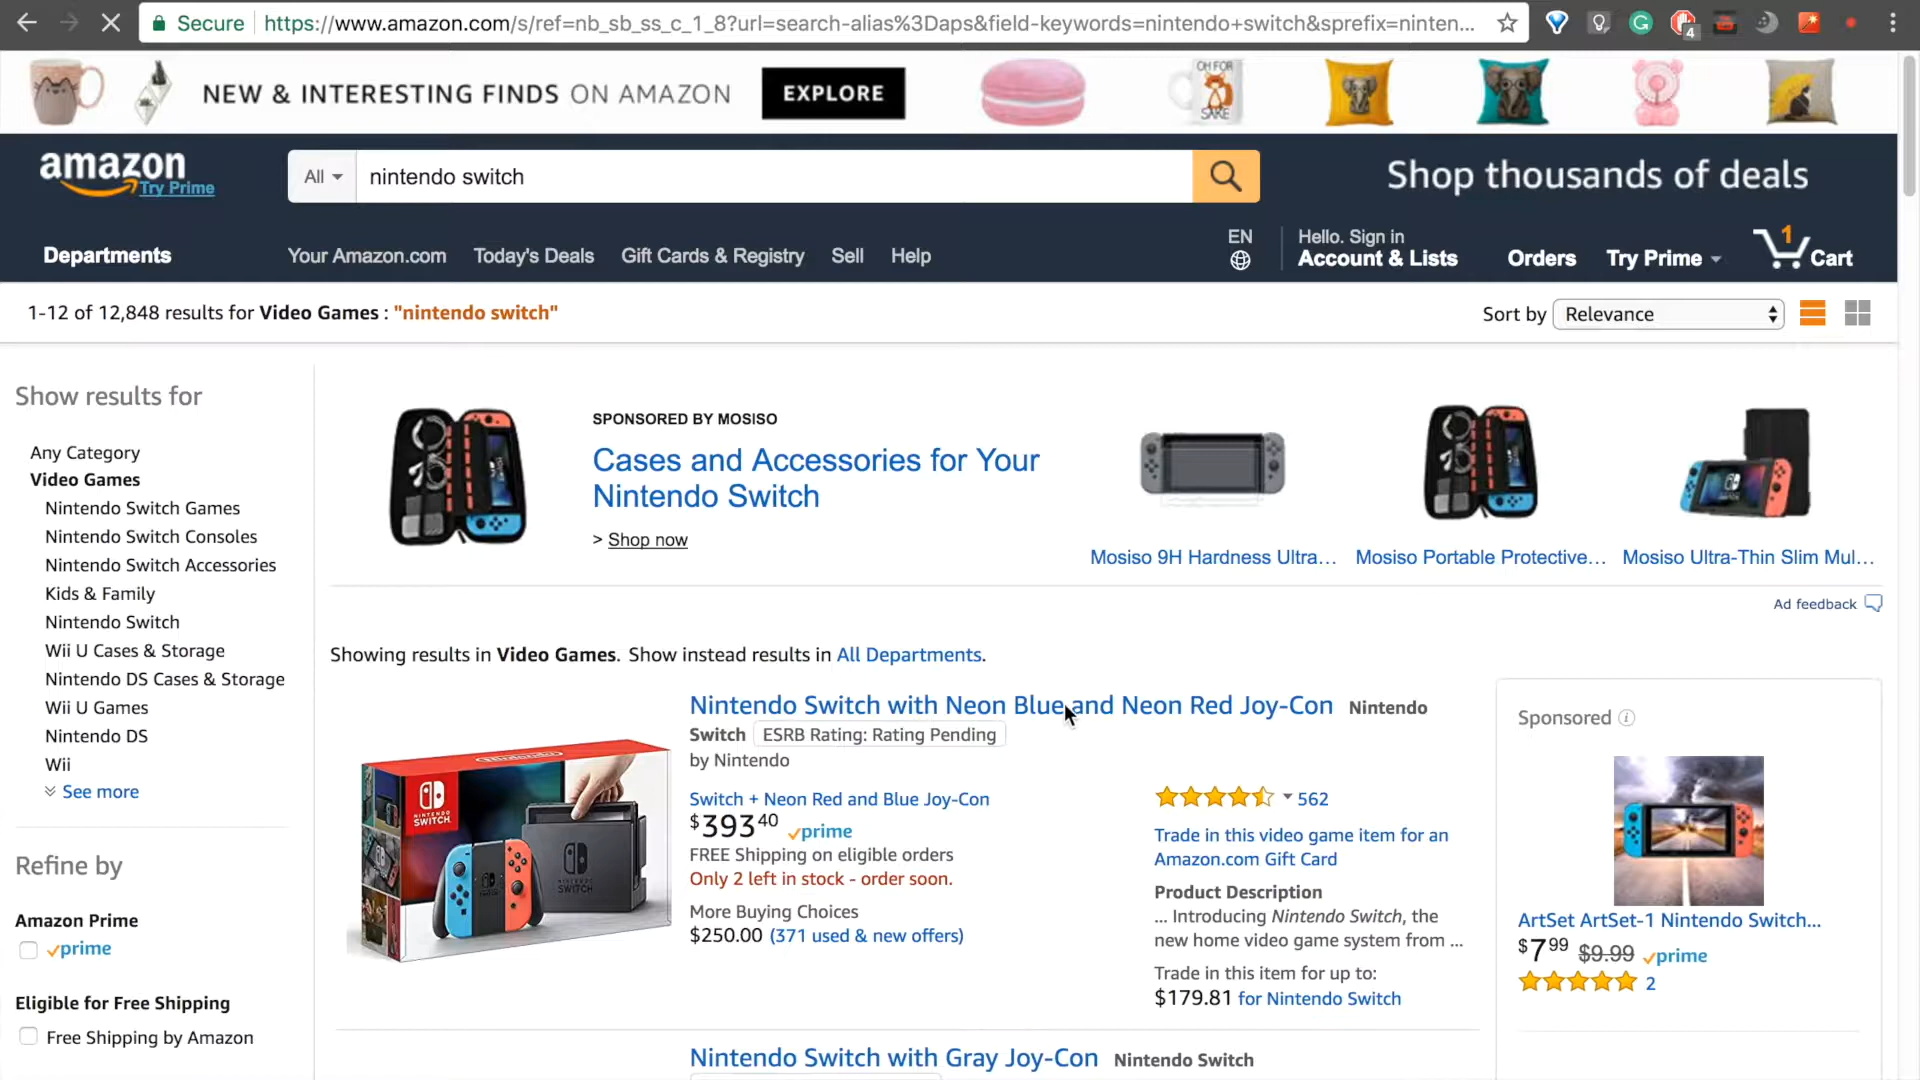 Secure https://www.amazon.com/s/ref=nb_sb_ss_c_1_8?url=search-alias%3Daps&field-keywords=nintendo+switch&sprefix=ninten...
4
NEW & INTERESTING FINDS ON AMAZON EXPLORE
OH FOR
SAKE
amazon
Try Prime
All nintendo switch
Shop thousands of deals
Departments
Your Amazon.com Today's Deals Gift Cards & Registry Sell Help
EN
Hello. Sign in
Account & Lists
Orders Try Prime
1
Cart
1-12 of 12,848 results for Video Games : "nintendo switch"
Sort by Relevance
Show results for
Any Category
Video Games
Nintendo Switch Games
Nintendo Switch Consoles
Nintendo Switch Accessories
Kids & Family
Nintendo Switch
Wii U Cases & Storage
Nintendo DS Cases & Storage
Wii U Games
Nintendo DS
Wii
See more
Refine by
Amazon Prime
prime
Eligible for Free Shipping
Free Shipping by Amazon
SPONSORED BY MOSISO
Cases and Accessories for Your
Nintendo Switch
> Shop now
Mosiso 9H Hardness Ultra...
Mosiso Portable Protective...
Mosiso Ultra-Thin Slim Mul...
Ad feedback
Showing results in Video Games. Show instead results in All Departments.
Nintendo
NINTENDO
SWITCH
NINTENDO
SWITCH
Nintendo Switch with Neon Blue and Neon Red Joy-Con Nintendo
Switch ESRB Rating: Rating Pending
by Nintendo
Switch + Neon Red and Blue Joy-Con
$393 40 prime
FREE Shipping on eligible orders
Only 2 left in stock - order soon.
More Buying Choices
$250.00 (371 used & new offers)
562
Trade in this video game item for an
Amazon.com Gift Card
Product Description
... Introducing Nintendo Switch, the
new home video game system from ...
Trade in this item for up to:
$179.81 for Nintendo Switch
Sponsored
ArtSet ArtSet-1 Nintendo Switch...
$7 99 $9.99 prime
2
Nintendo Switch with Gray Joy-Con Nintendo Switch